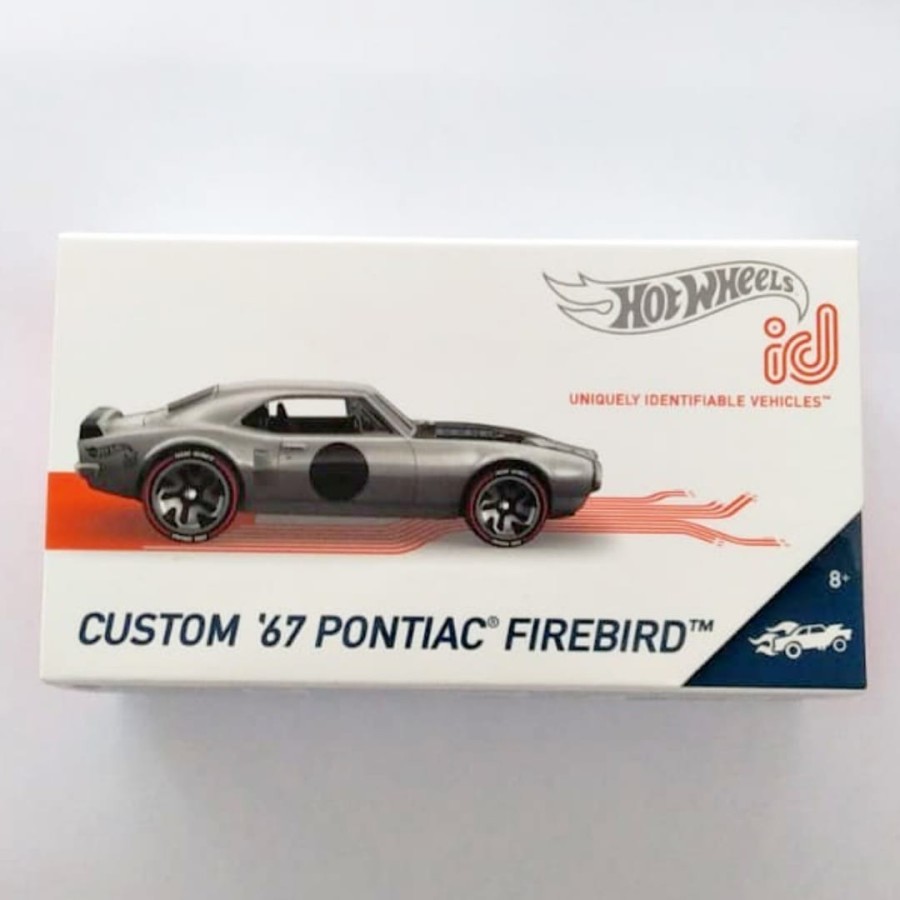 HOT WHEELS
id
UNIQUELY IDENTIFIABLE VEHICLES™
CUSTOM '67 PONTIAC® FIREBIRD™
8+